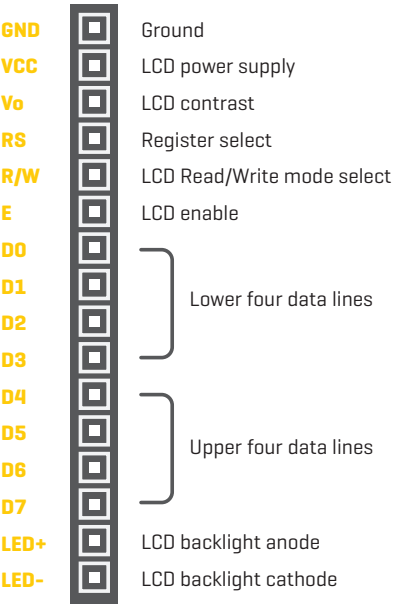 GND Ground
VCC LCD power supply
Vo LCD contrast
RS Register select
R/W LCD Read/Write mode select
E LCD enable
D0
D1
Lower four data lines
D2
D3
D4
D5
Upper four data lines
D6
D7
LED+ LCD backlight anode
LED- LCD backlight cathode